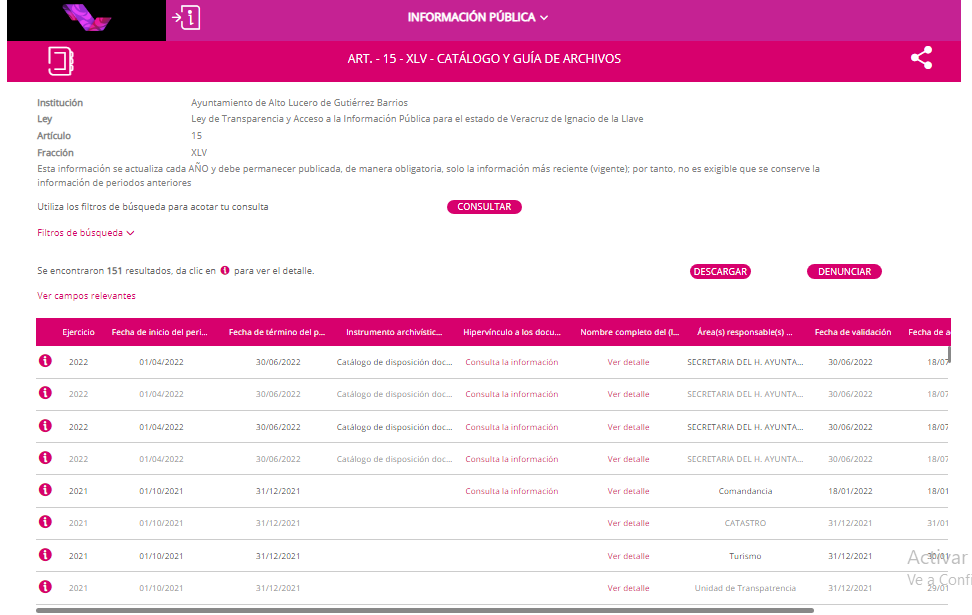 INFORMACIÓN PÚBLICA
ART. - 15 - XLV - CATÁLOGO Y GUÍA DE ARCHIVOS
Institución Ayuntamiento de Alto Lucero de Gutiérrez Barrios
Ley Ley de Transparencia y Acceso a la Información Pública para el estado de Veracruz de Ignacio de la Llave
Artículo 15
Fracción XLV
Esta información se actualiza cada AÑO y debe permanecer publicada, de manera obligatoria, solo la información más reciente (vigente); por tanto, no es exigible que se conserve la
información de periodos anteriores
Utiliza los filtros de búsqueda para acotar tu consulta CONSULTAR
Filtros de búsqueda
Se encontraron 151 resultados, da clic en i para ver el detalle. DESCARGAR DENUNCIAR
Ver campos relevantes
Ejercicio Fecha de inicio del peri... Fecha de término del p... Instrumento archivístic... Hipervínculo a los docu... Nombre completo del (l... Área(s) responsable(s) ... Fecha de validación Fecha de a
2022 01/04/2022 30/06/2022 Catálogo de disposición doc... Consulta la información Ver detalle SECRETARIA DEL H. AYUNTA... 30/06/2022 18/07
2022 01/04/2022 30/06/2022 Catálogo de disposición doc... Consulta la información Ver detalle SECRETARIA DEL H. AYUNTA... 30/06/2022 18/07
2022 01/04/2022 30/06/2022 Catálogo de disposición doc... Consulta la información Ver detalle SECRETARIA DEL H. AYUNTA... 30/06/2022 18/07
2022 01/04/2022 30/06/2022 Catálogo de disposición doc... Consulta la información Ver detalle SECRETARIA DEL H. AYUNTA... 30/06/2022 18/07
2021 01/10/2021 31/12/2021 Consulta la información Ver detalle Comandancia 18/01/2022 18/01
2021 01/10/2021 31/12/2021 Ver detalle CATASTRO 31/12/2021 31/01
2021 01/10/2021 31/12/2021 Ver detalle Turismo 31/12/2021 30/01
Activar
2021 01/10/2021 31/12/2021 Ver detalle Unidad de Transpatrencia 31/12/2021 29/01
Ve a Confi